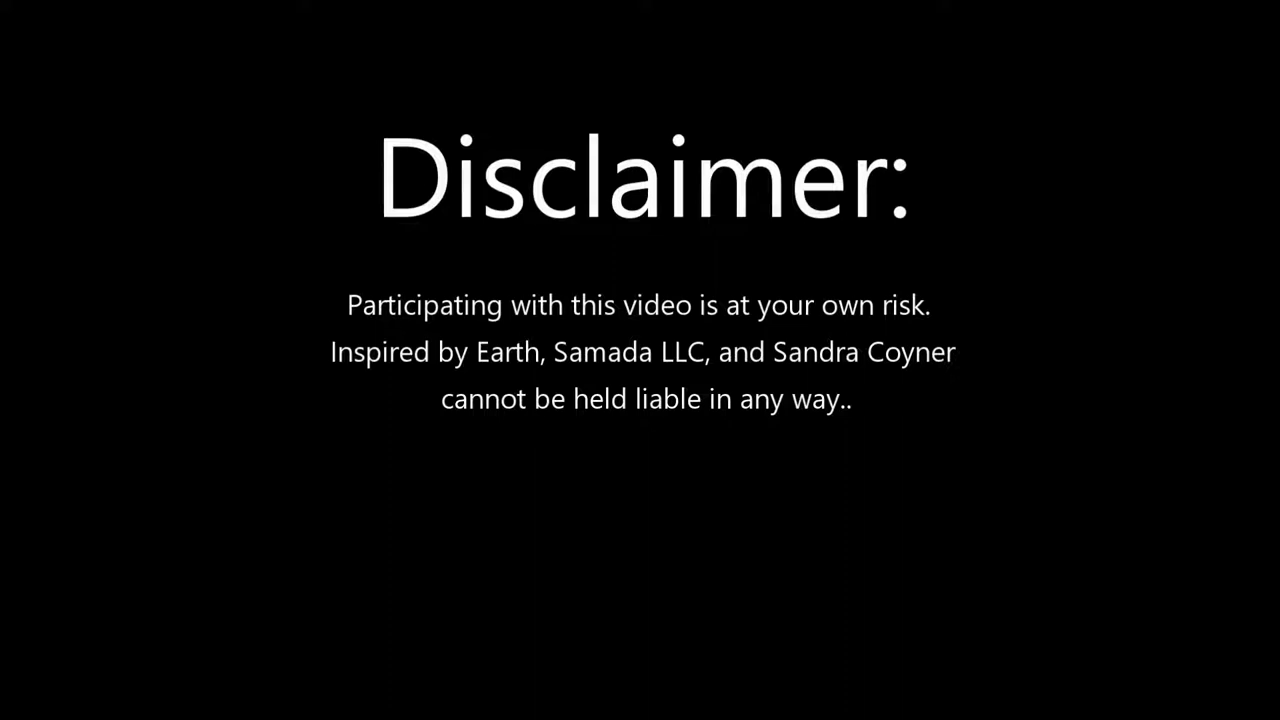 Disclaimer:
Participating with this video is at your own risk.
Inspired by Earth, Samada LLC, and Sandra Coyner
cannot be held liable in any way..